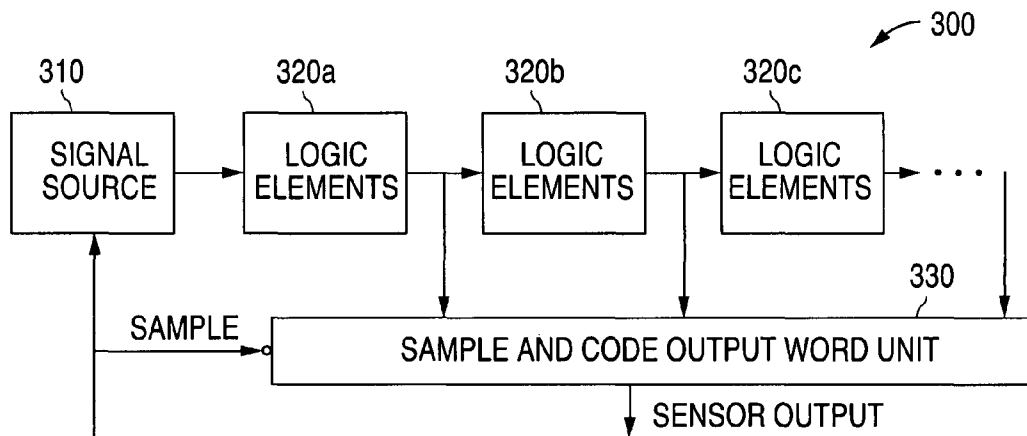 300
310
320a
320b
320c
SIGNAL
SOURCE
LOGIC
ELEMENTS
LOGIC
ELEMENTS
LOGIC
ELEMENTS
330
SAMPLE
SAMPLE AND CODE OUTPUT WORD UNIT
SENSOR OUTPUT